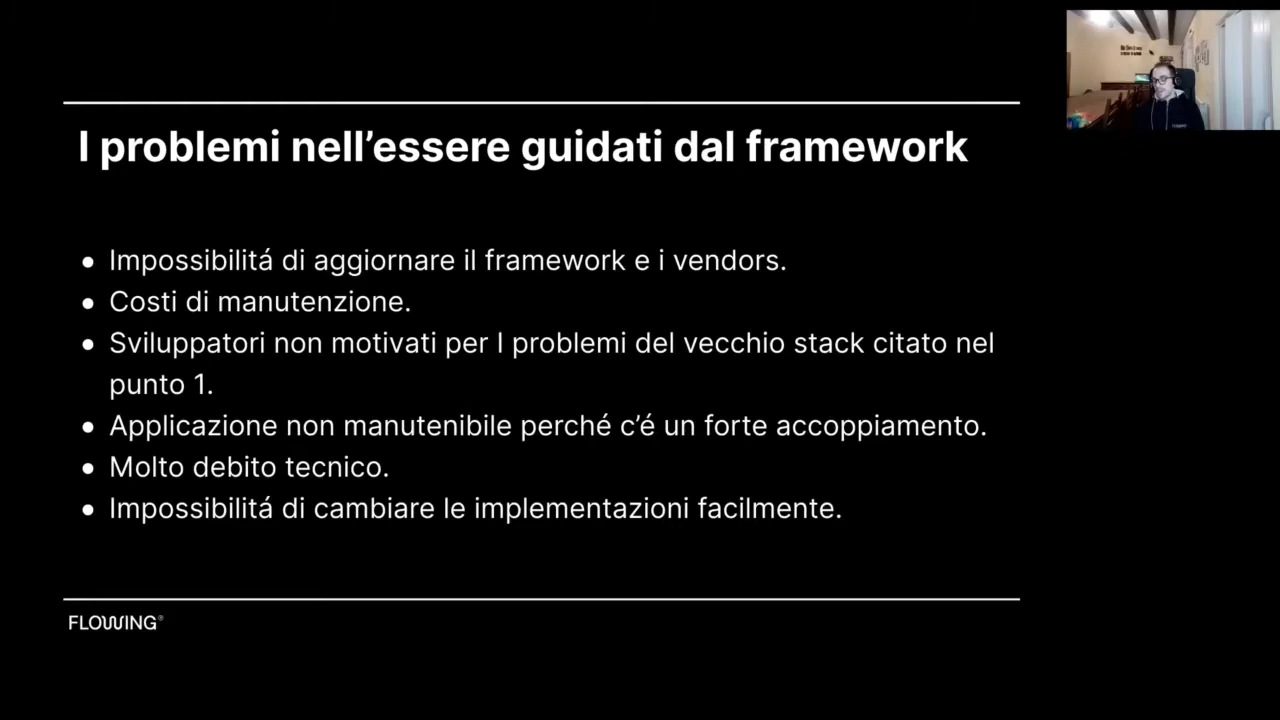 I problemi nell’essere guidati dal framework
• Impossibilitá di aggiornare il framework e i vendors.
• Costi di manutenzione.
• Sviluppatori non motivati per I problemi del vecchio stack citato nel
punto 1.
• Applicazione non manutenibile perché c’é un forte accoppiamento.
• Molto debito tecnico.
• Impossibilitá di cambiare le implementazioni facilmente.
FLOWING®